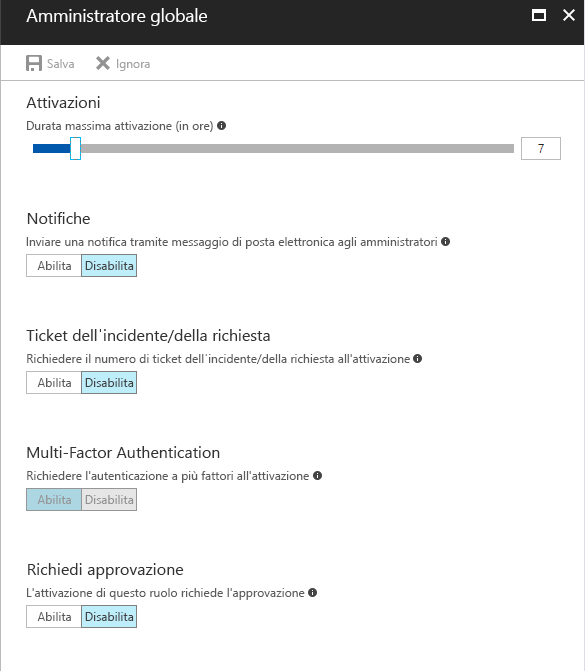 Amministratore globale
Salva Ignora
Attivazioni
Durata massima attivazione (in ore)
7
Notifiche
Inviare una notifica tramite messaggio di posta elettronica agli amministratori
Abilita Disabilita
Ticket dell'incidente/della richiesta
Richiedere il numero di ticket dell'incidente/della richiesta all'attivazione
Abilita Disabilita
Multi-Factor Authentication
Richiedere l'autenticazione a più fattori all'attivazione
Abilita Disabilita
Richiedi approvazione
L'attivazione di questo ruolo richiede l'approvazione
Abilita Disabilita